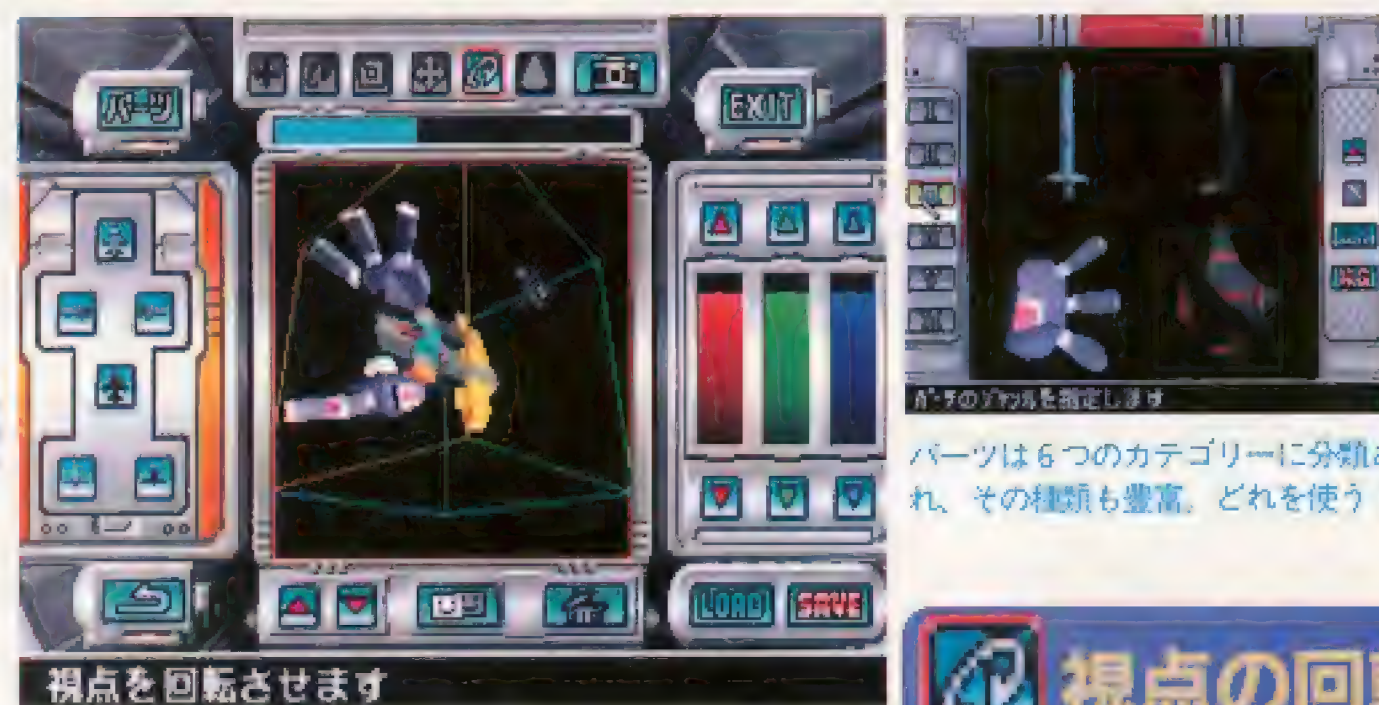 パーツ
EXIT
LOAD
SAVE
視点を回転させます
パーツのジャンルを指定します
パーツは6つのカテゴリーに分類さ
れ、その種類も豊富。どれを使う
視点の回